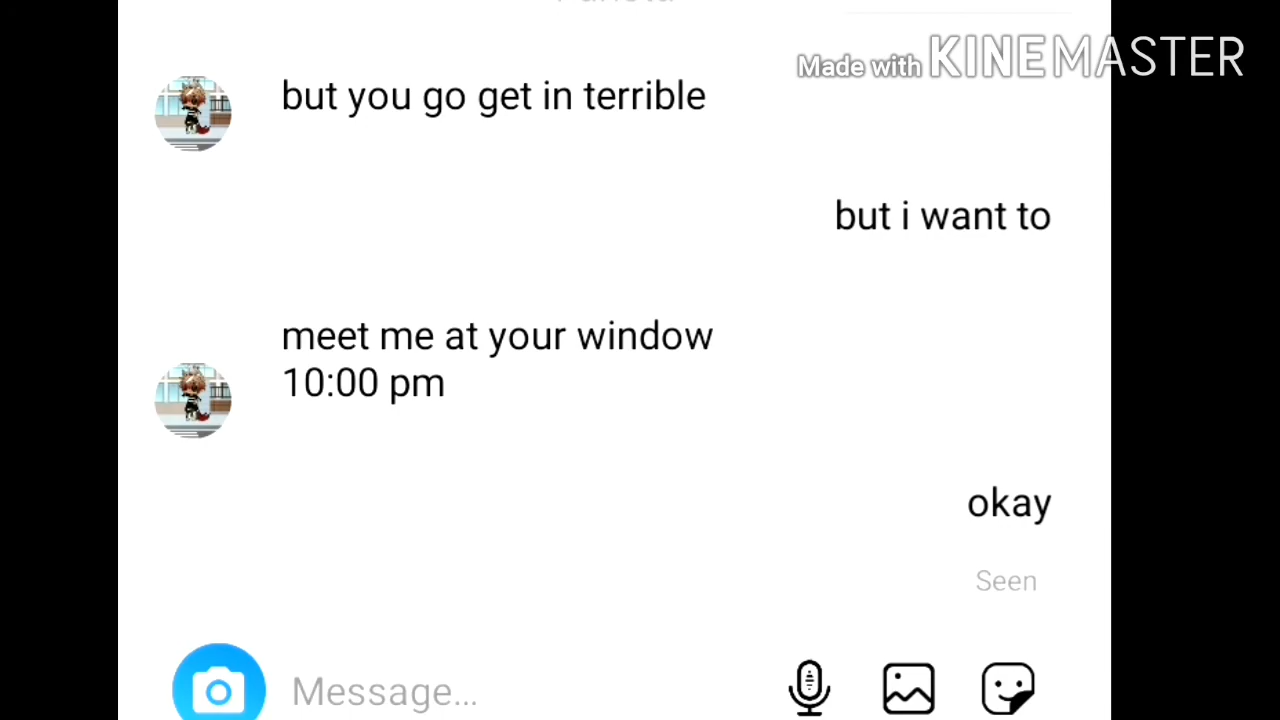 Made with KINEMASTER
but you go get in terrible
but i want to
meet me at your window
10:00 pm
okay
Seen
Message...